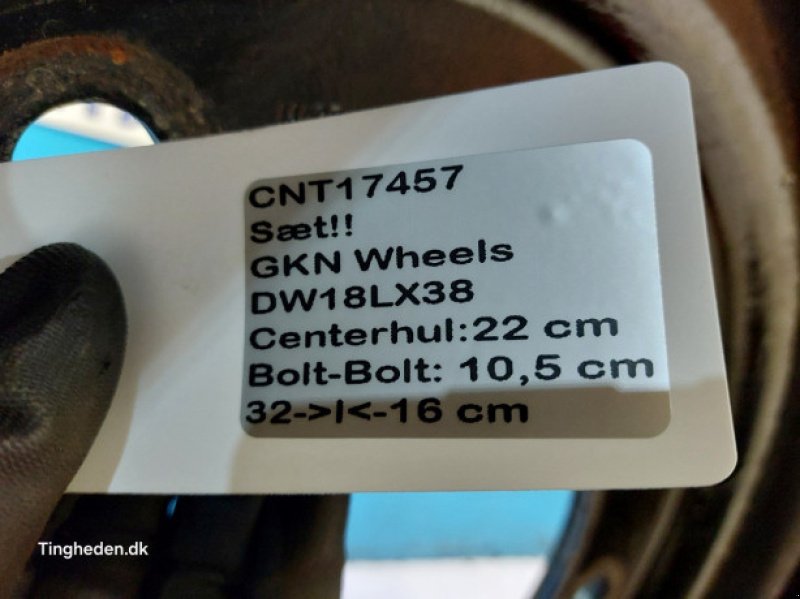 CNT17457
Sæt!!
GKN Wheels
DW18LX38
Centerhul:22 cm
Bolt-Bolt: 10,5 cm
32->I<-16 cm
Tingheden.dk